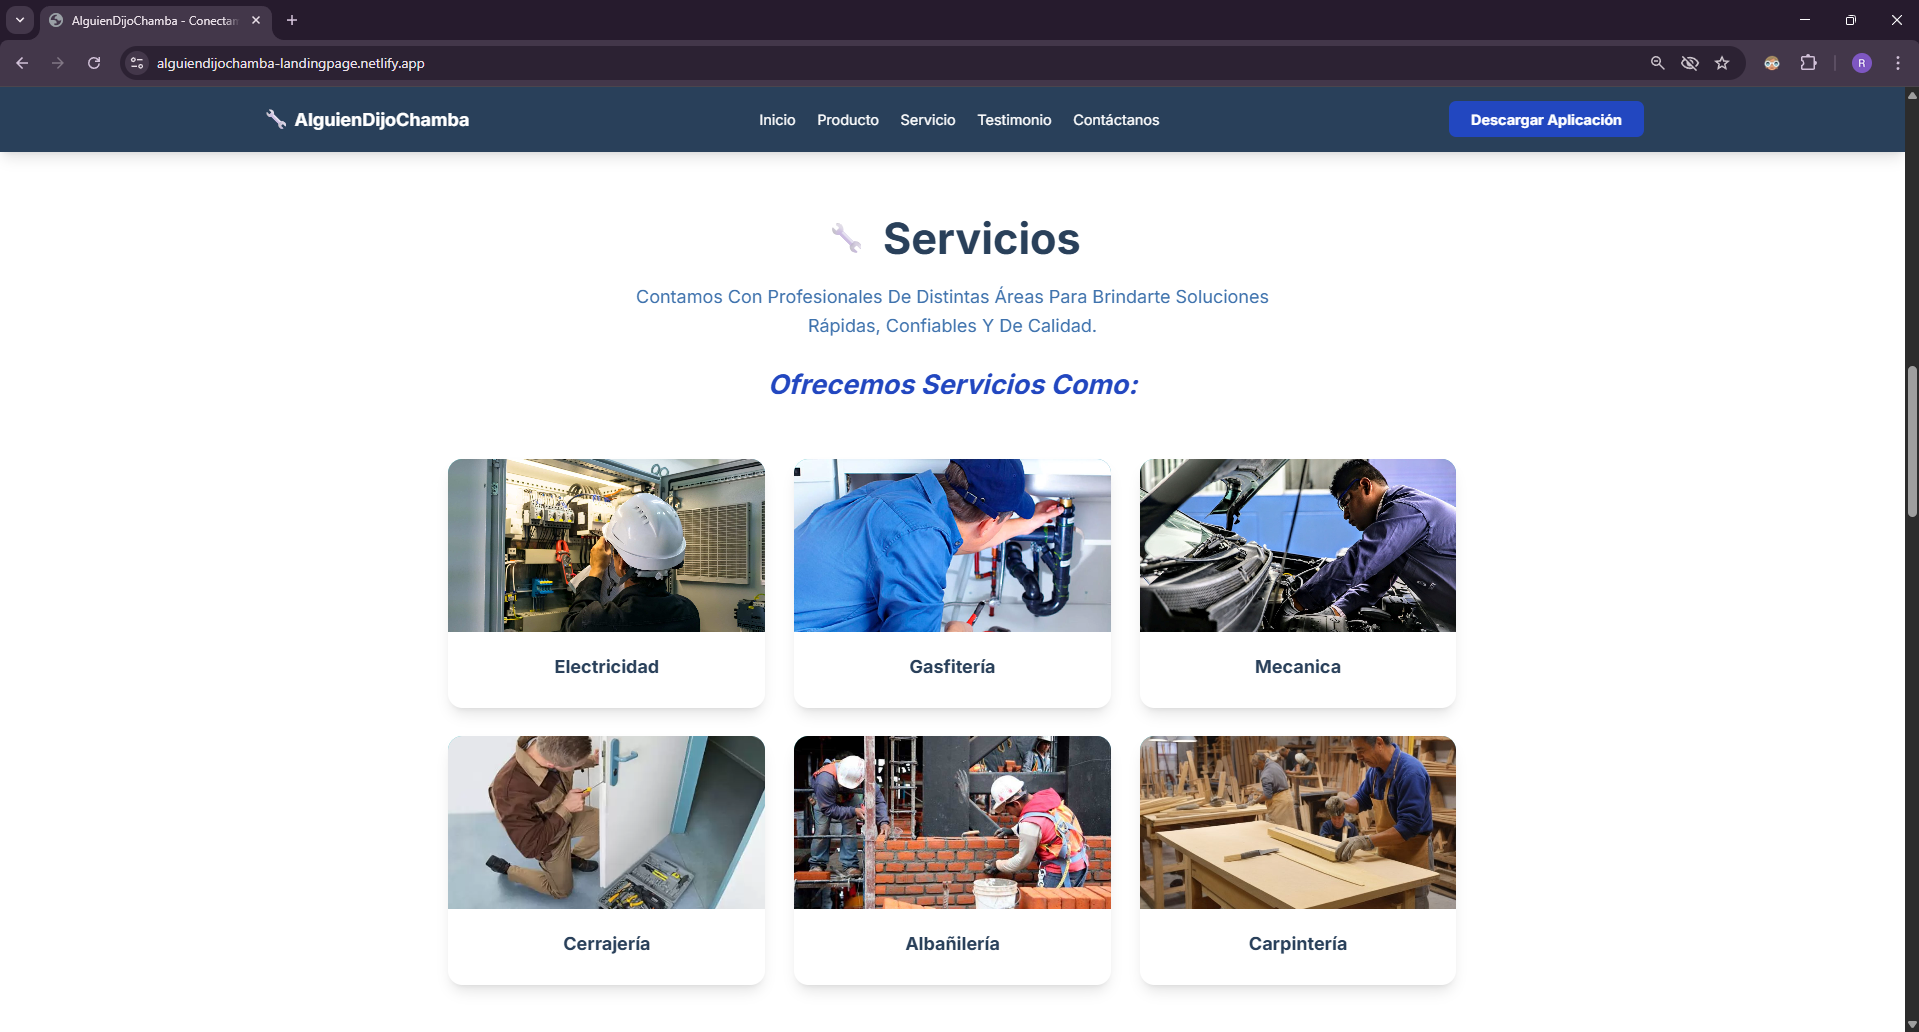 AlguienDijoChamba - Conectan
alguiendijochamba-landingpage.netlify.app
R
AlguienDijoChamba
Inicio
Producto
Servicio
Testimonio
Contáctanos
Descargar Aplicación
Servicios
Contamos Con Profesionales De Distintas Áreas Para Brindarte Soluciones
Rápidas, Confiables Y De Calidad.
Ofrecemos Servicios Como:
Electricidad
Gasfitería
Mecanica
Cerrajería
Albañilería
Carpintería